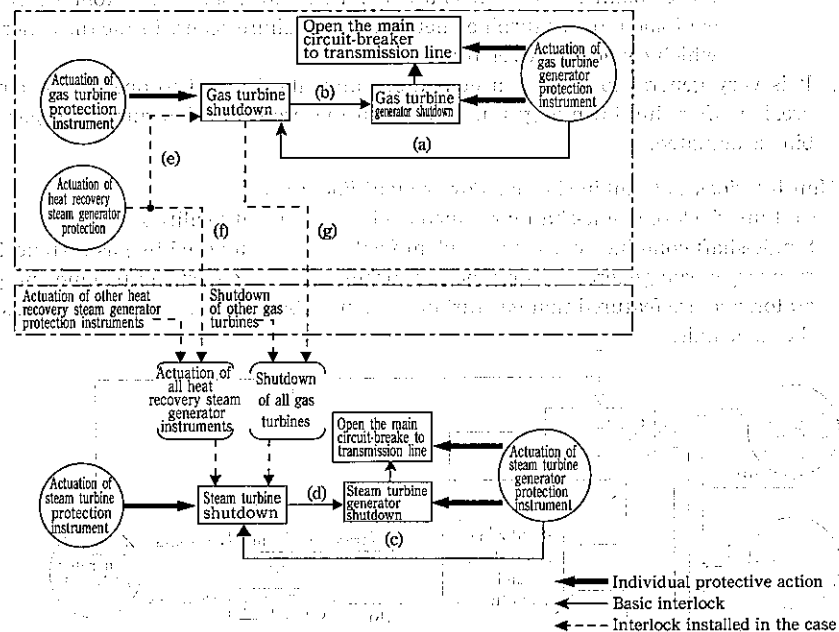 Open the main
circuit-breaker
to transmission line
Actuation of
gas turbine
generator
protection
instrument
Actuation of
gas turbine
protection
instrument
Gas turbine
shutdown
(b)
Gas turbine
generator shutdown
(a)
(e)
Actuation of
heat recovery
steam generator
protection
(f)
(g)
Actuation of other heat
recovery steam generator
protection instruments
Shutdown
of other gas
turbines
Actuation of
all heat
recovery steam
generator
instruments
Shutdown
of all gas
turbines
Open the main
circuit-breake to
transmission line
Actuation of
steam turbine
generator
protection
instrument
Actuation of
steam turbine
protection
instrument
Steam turbine
shutdown
(d)
Steam turbine
generator
shutdown
(c)
Individual protective action
Basic interlock
Interlock installed in the case